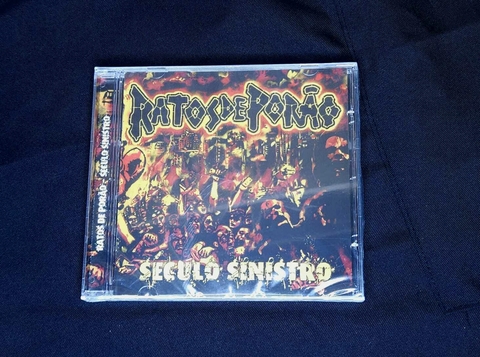 RATOS DE PORÃO
SÉCULO SINISTRO
RATOS DE PORÃO - SÉCULO SINISTRO